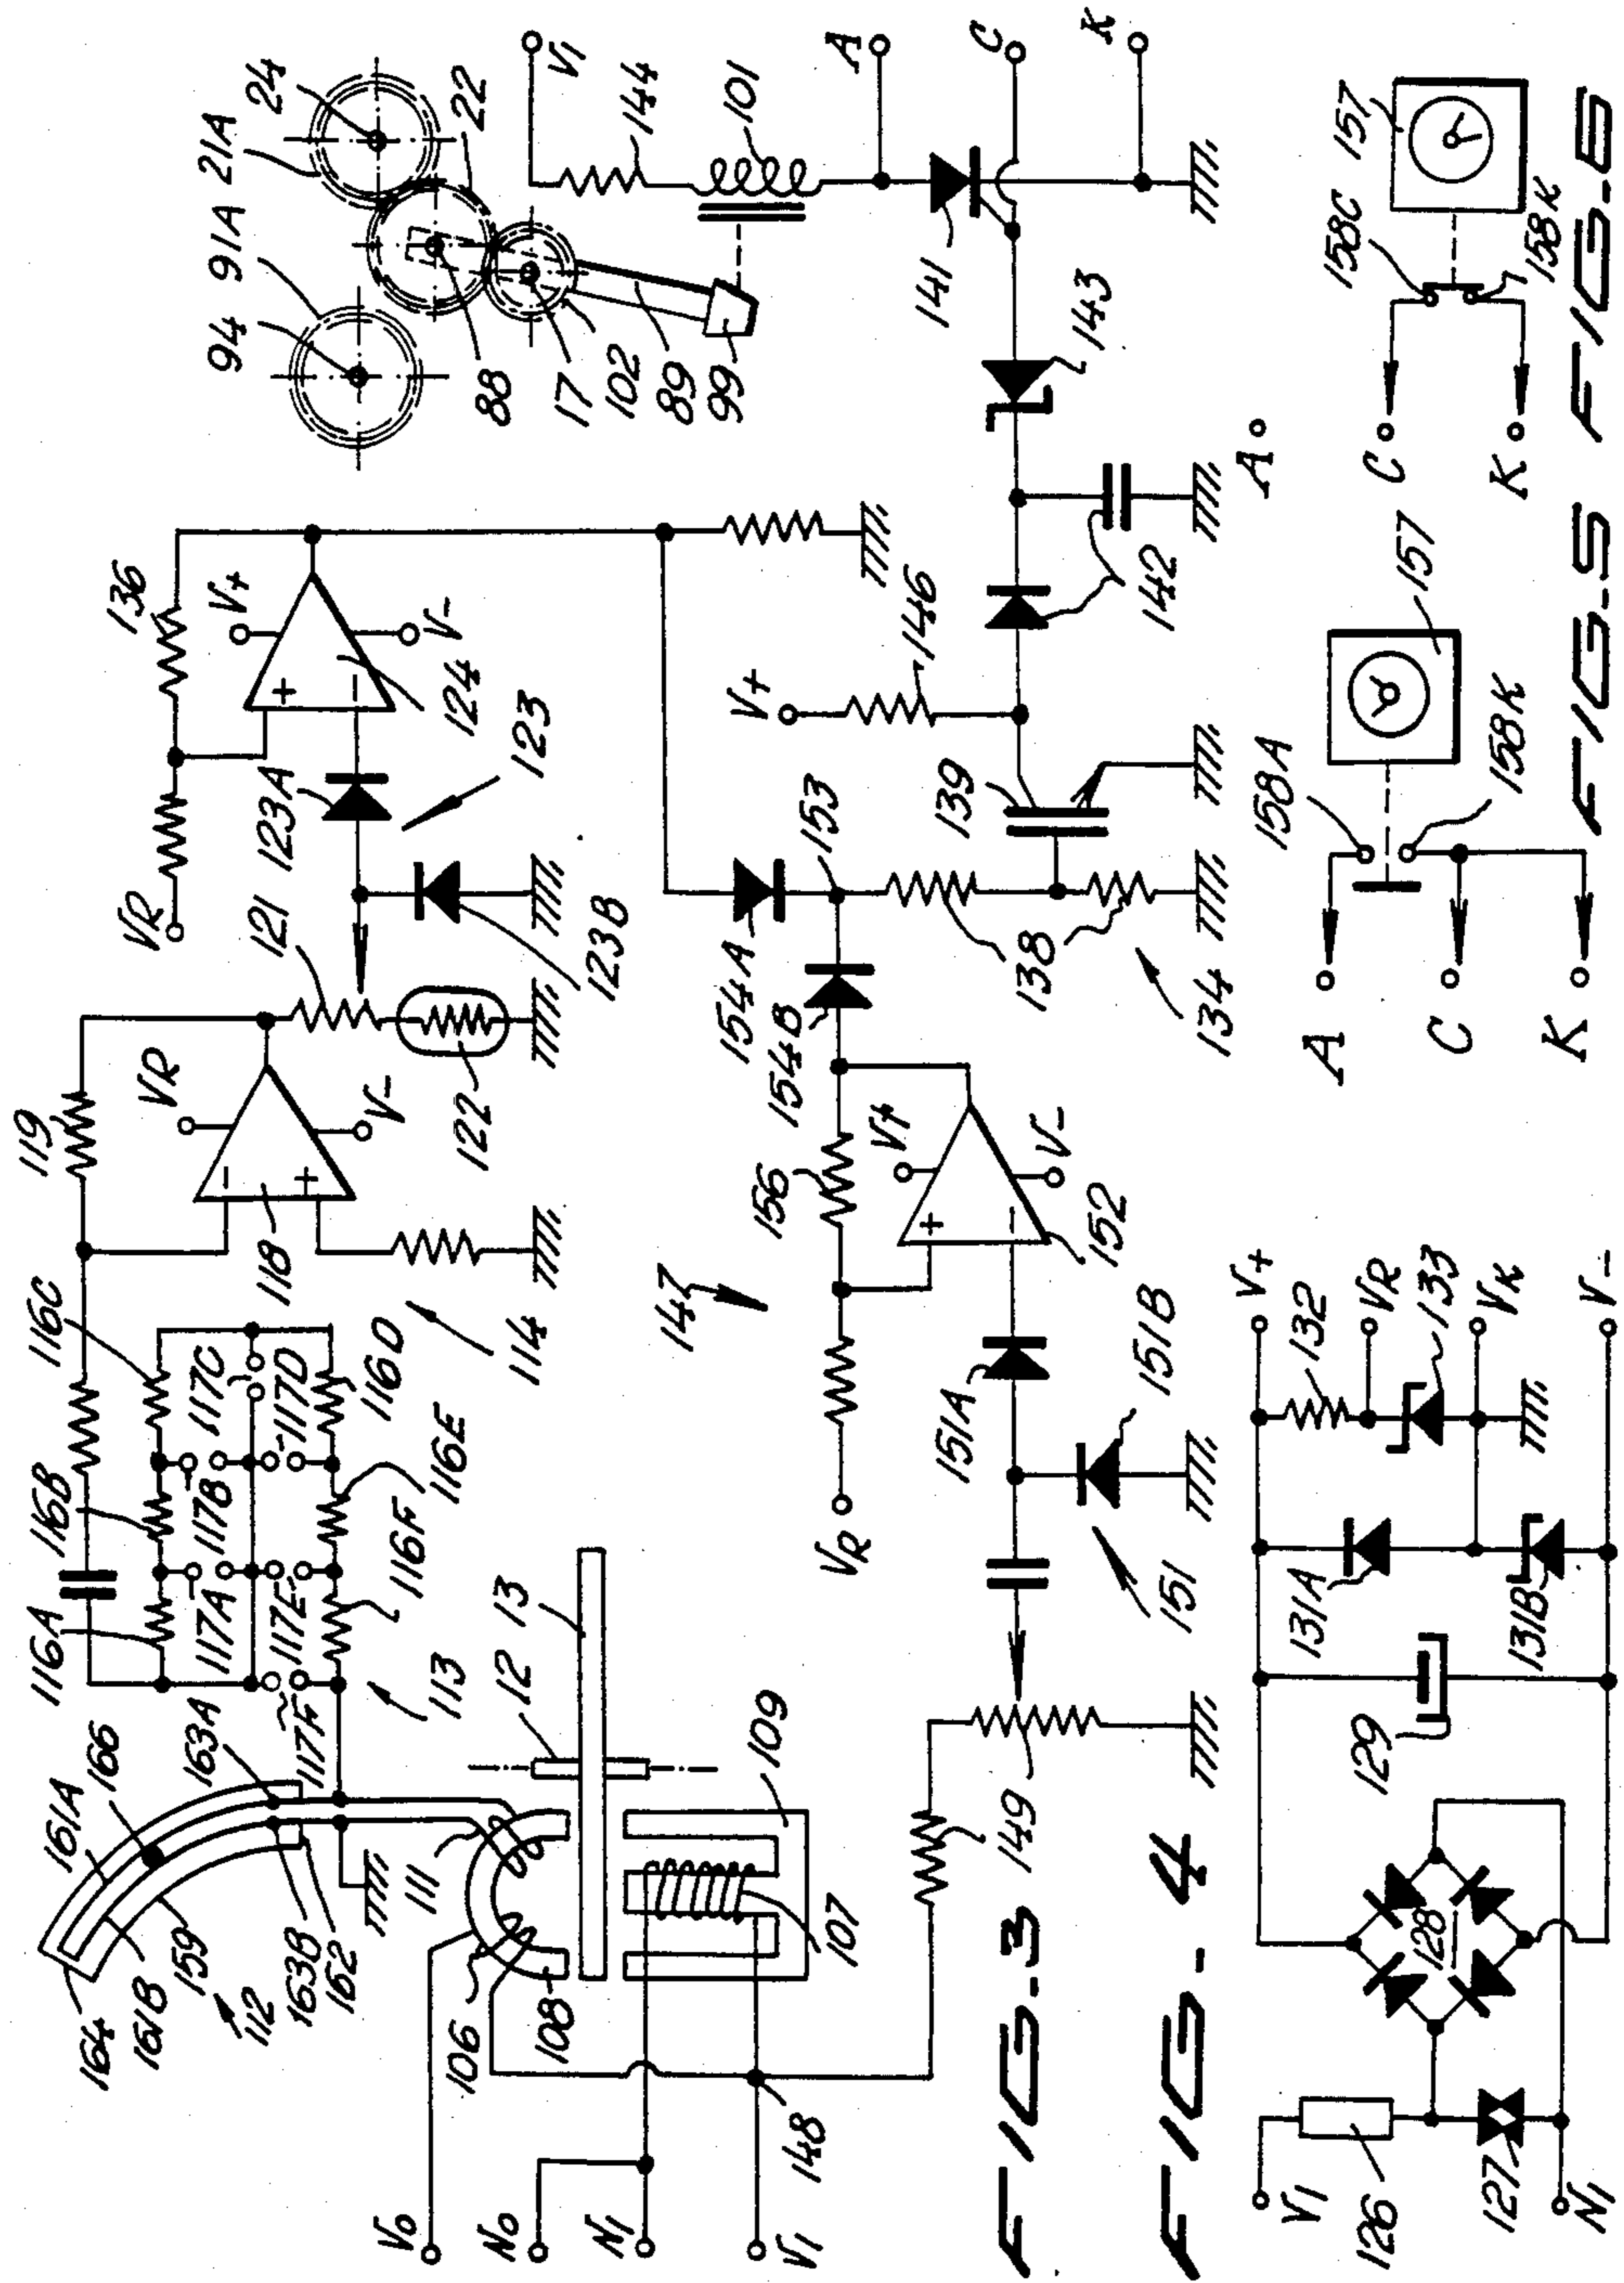 164
161A
166
163A
161B
159
112
163B
162
116A
116B
116C
117A
117B
117C
117D
117E
117F
116D
116E
116F
113
114
119
118
-
+
VR
V-
121
122
VR
136
V+
+
-
V-
124
123A
123
123B
94
91A
21A
24
22
88
17
102
89
99
V1
144
101
A
C
K
141
143
142
146
V+
139
153
154A
154B
138
134
147
156
V+
+
-
V-
152
VR
151A
151B
151
111
12
13
109
106
108
107
V0
N0
N1
V1
148
149
FIG-3
FIG-4
V1
126
127
N1
128
129
131A
131B
132
133
V+
VR
VK
V-
A
C
K
A
158A
158K
157
FIG-5
C
K
158C
158K
157
FIG-6